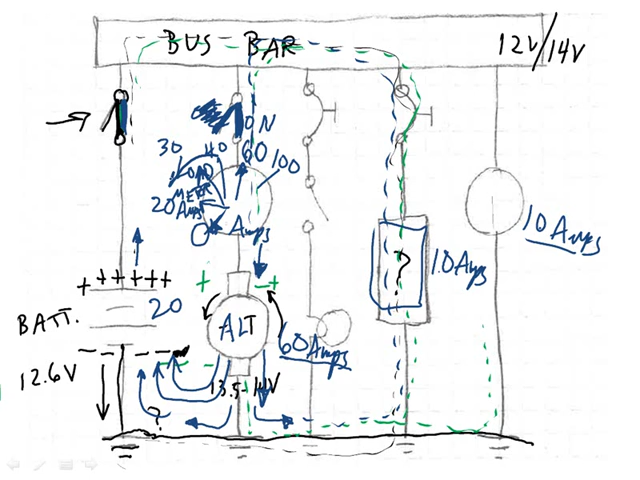 BUS BAR
12V/14V
ON
30
40
60
100
LOAD
METER
20 Amps
0
Amps
10 Amps
? 10 Amps
+ + + + + +
+
- +
20
BATT.
ALT
60 Amps
12.6V
13.5-14V
?